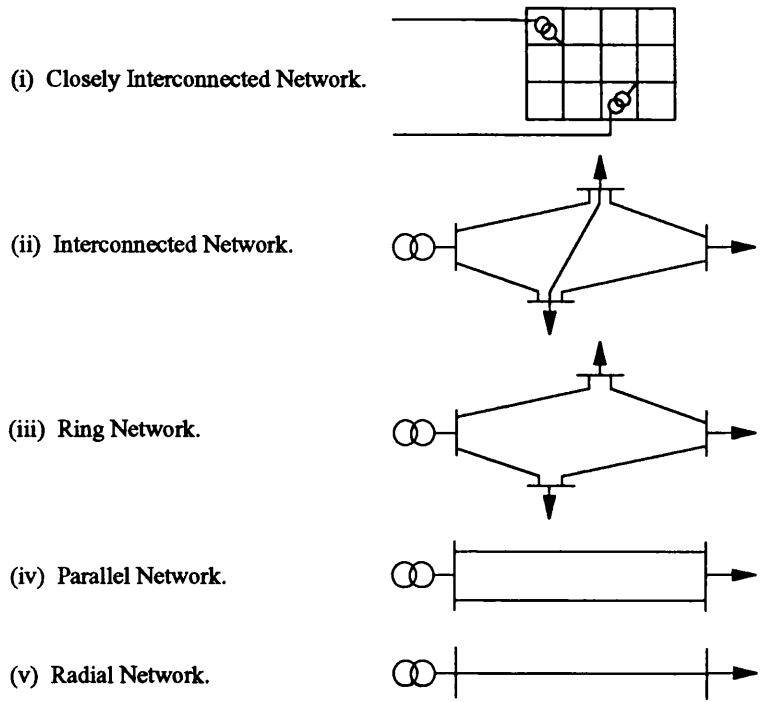 (i) Closely Interconnected Network.
(ii) Interconnected Network.
(iii) Ring Network.
(iv) Parallel Network.
(v) Radial Network.